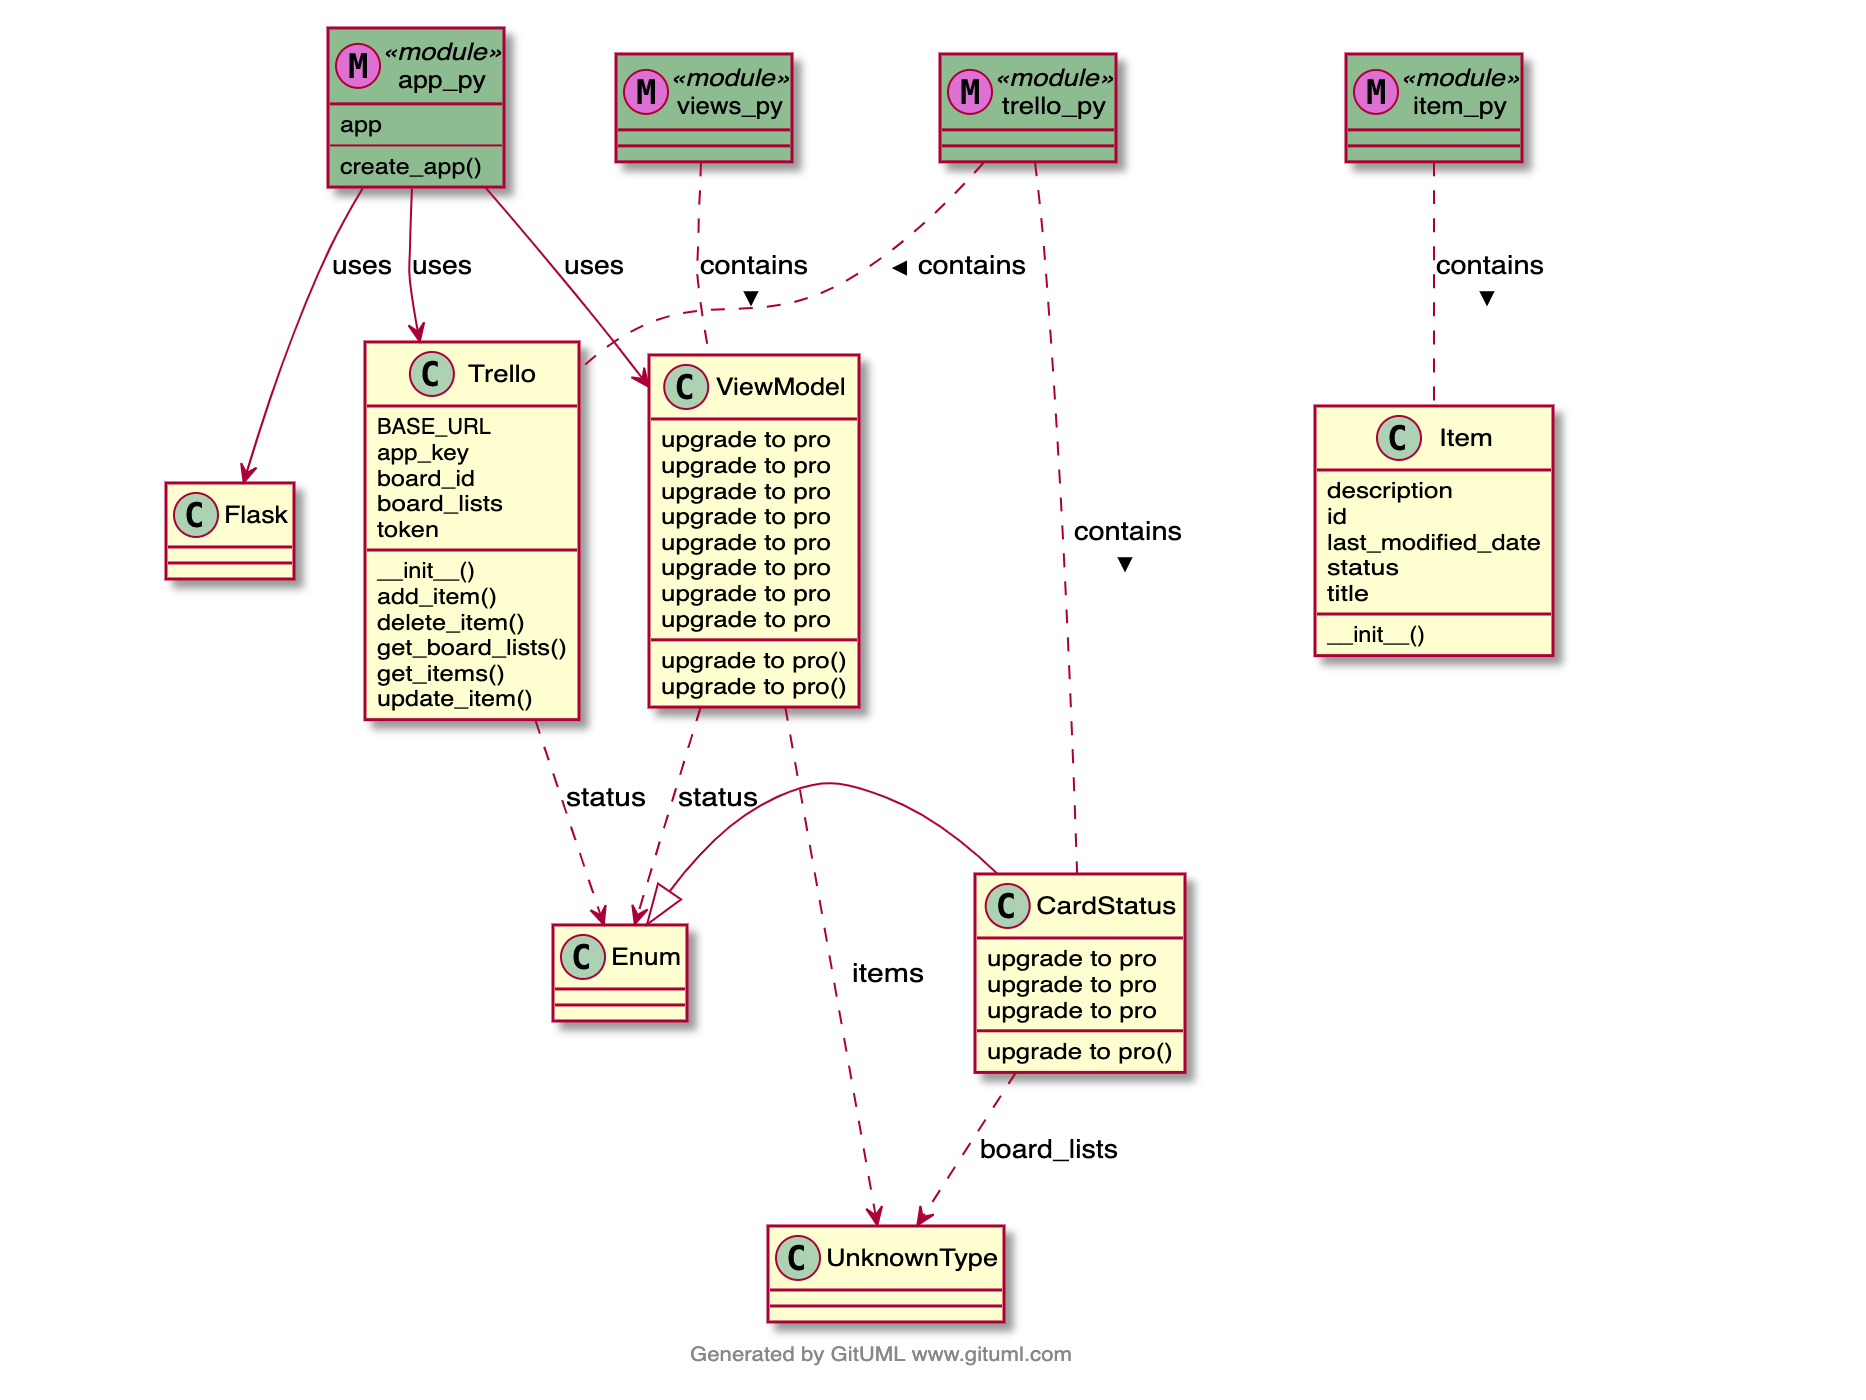 M
«module»
app_py
app
create_app()
M
«module»
views_py
M
«module»
trello_py
M
«module»
item_py
uses
uses
uses
contains
▼
◄ contains
contains
▼
C Trello
BASE_URL
app_key
board_id
board_lists
token
__init__()
add_item()
delete_item()
get_board_lists()
get_items()
update_item()
C ViewModel
upgrade to pro
upgrade to pro
upgrade to pro
upgrade to pro
upgrade to pro
upgrade to pro
upgrade to pro
upgrade to pro
upgrade to pro()
upgrade to pro()
C Item
description
id
last_modified_date
status
title
__init__()
C Flask
contains
▼
status
status
C Enum
items
C CardStatus
upgrade to pro
upgrade to pro
upgrade to pro
upgrade to pro()
board_lists
C UnknownType
Generated by GitUML www.gituml.com